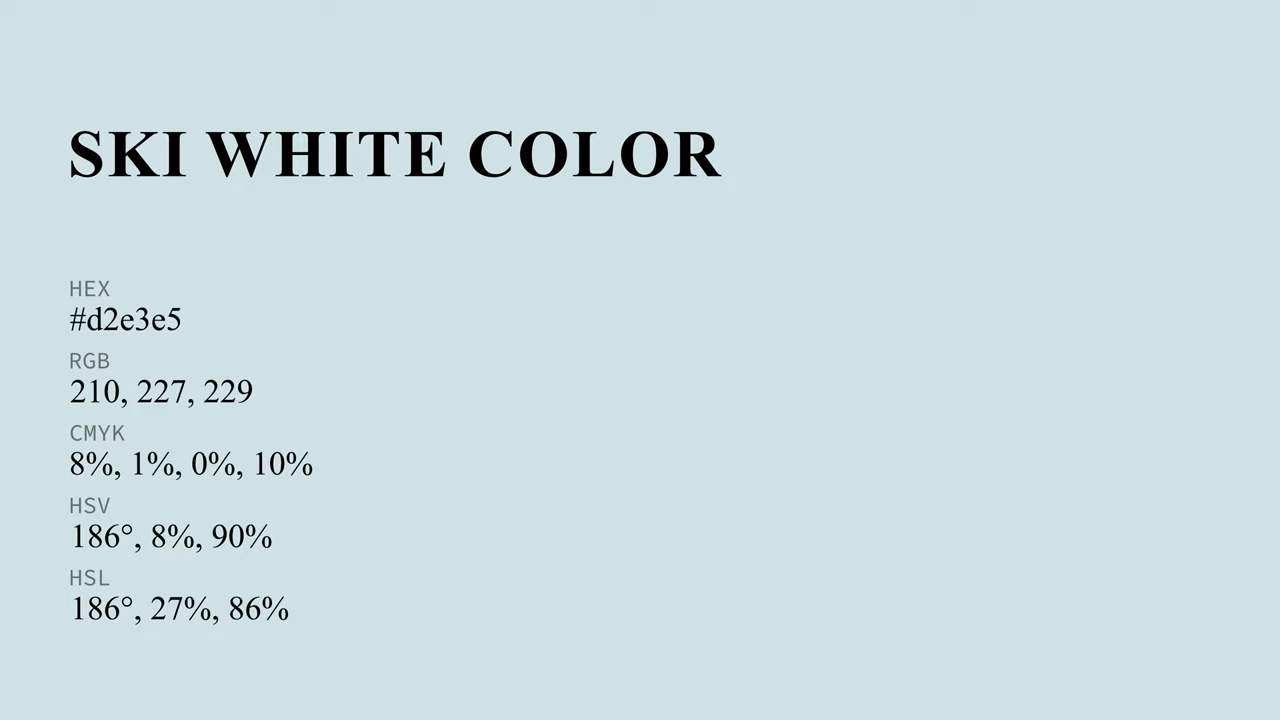 SKI WHITE COLOR
HEX
#d2e3e5
RGB
210, 227, 229
CMYK
8%, 1%, 0%, 10%
HSV
186°, 8%, 90%
HSL
186°, 27%, 86%